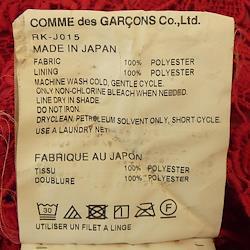 COMME des GARÇONS Co.,Ltd.
RK-J015
MADE IN JAPAN
FABRIC 100% POLYESTER
LINING 100% POLYESTER
MACHINE WASH COLD, GENTLE CYCLE.
ONLY NON-CHLORINE BLEACH WHEN NEEDED.
LINE DRY IN SHADE.
DO NOT IRON.
DRYCLEAN, PETROLEUM SOLVENT ONLY, SHORT CYCLE.
USE A LAUNDRY NET.
FABRIQUE AU JAPON
TISSU 100% POLYESTER
DOUBLURE 100% POLYESTER
30 F
UTILISER UN FILET A LINGE